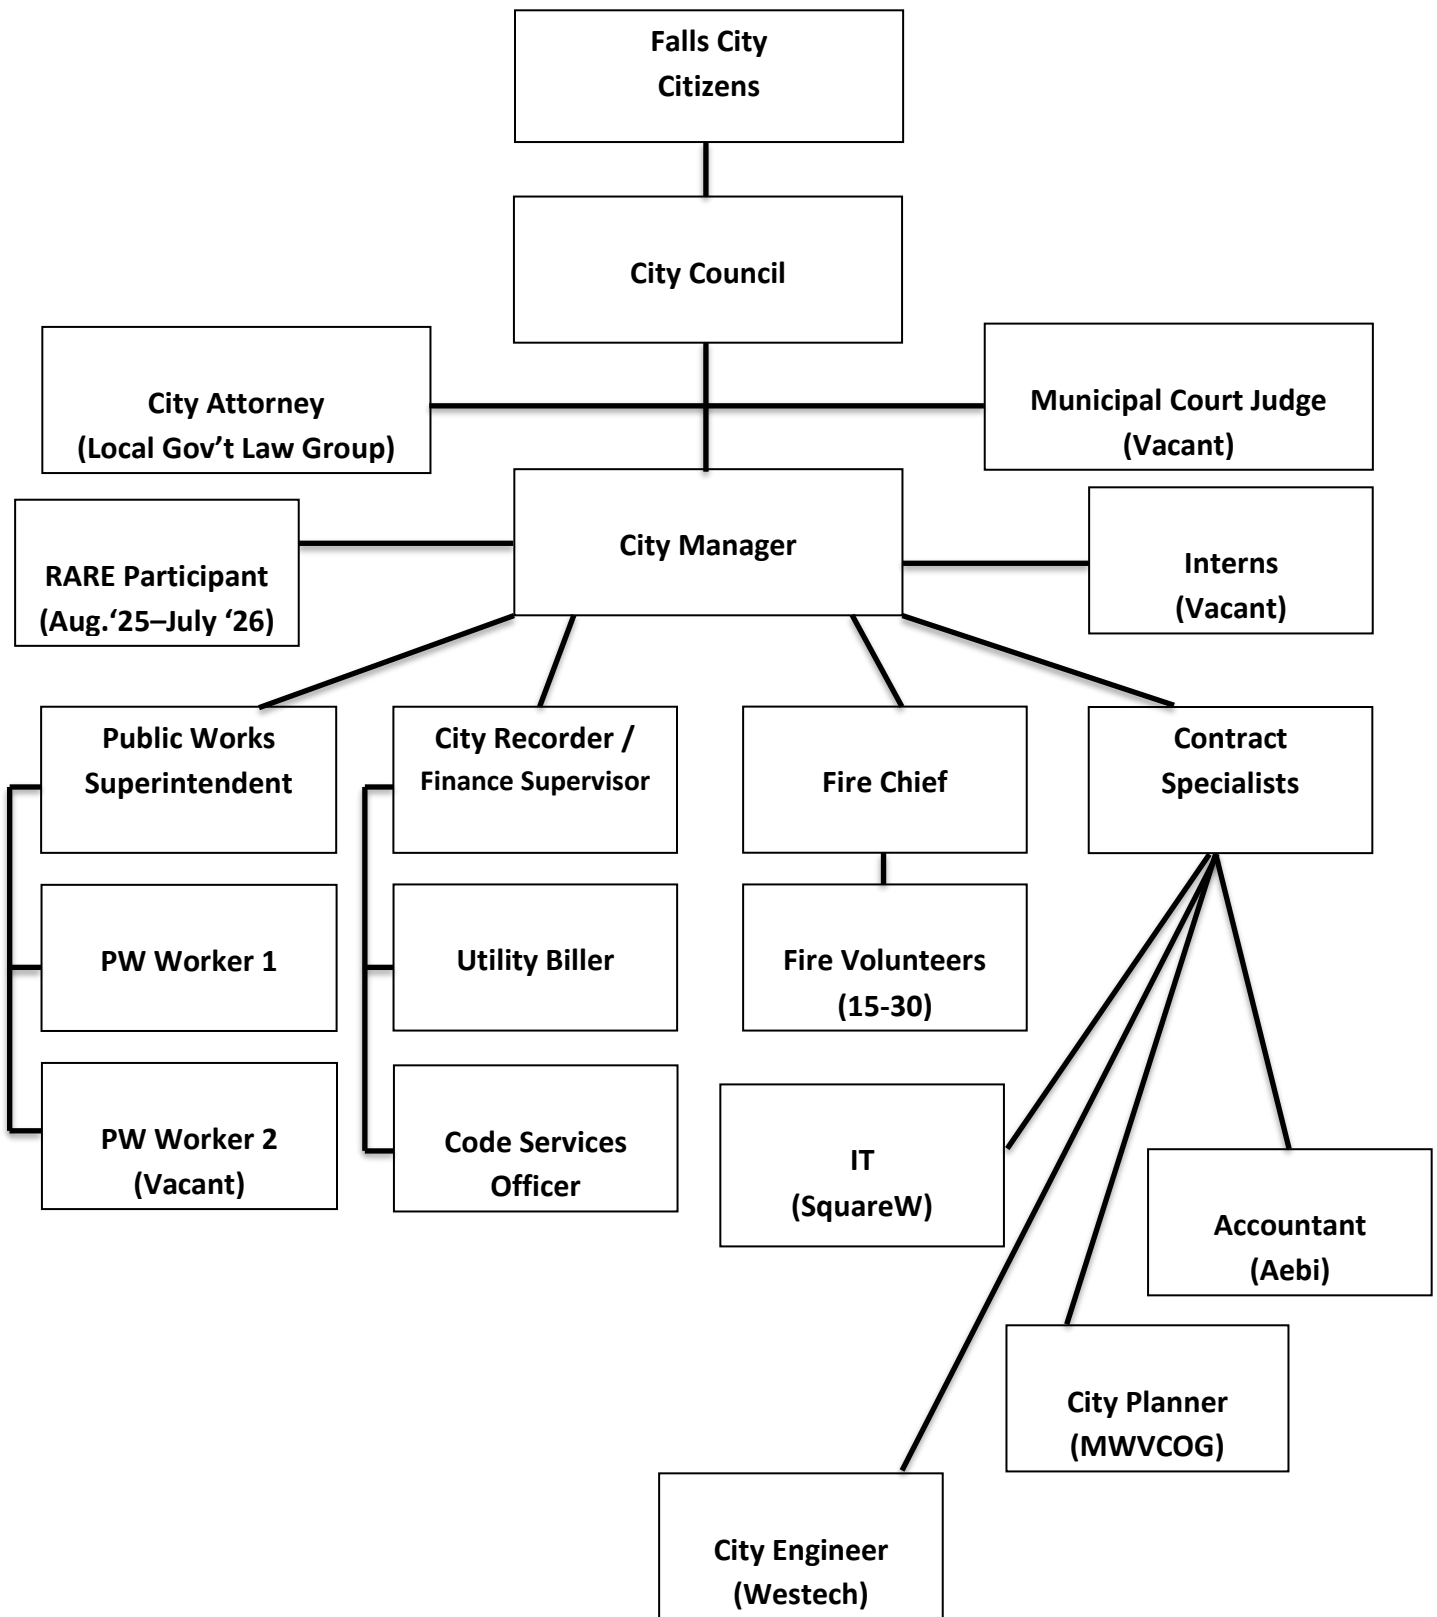 Falls City
Citizens
City Council
City Attorney
(Local Gov’t Law Group)
Municipal Court Judge
(Vacant)
City Manager
RARE Participant
(Aug.‘25–July ‘26)
Interns
(Vacant)
Public Works
Superintendent
City Recorder /
Finance Supervisor
Fire Chief
Contract
Specialists
PW Worker 1
Utility Biller
Fire Volunteers
(15-30)
PW Worker 2
(Vacant)
Code Services
Officer
IT
(SquareW)
Accountant
(Aebi)
City Planner
(MWVCOG)
City Engineer
(Westech)